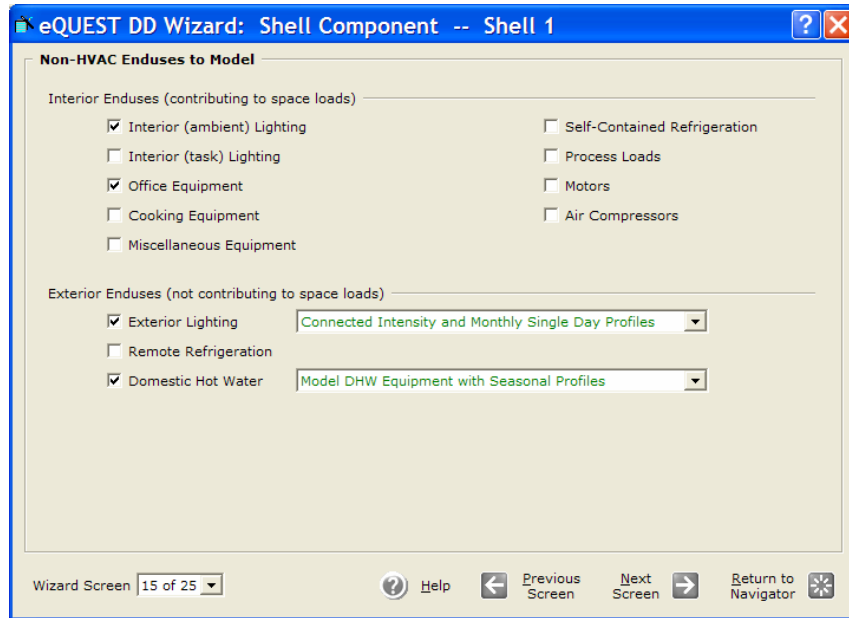 eQUEST DD Wizard: Shell Component -- Shell 1
Non-HVAC Enduses to Model
Interior Enduses (contributing to space loads)
Interior (ambient) Lighting
Interior (task) Lighting
Office Equipment
Cooking Equipment
Miscellaneous Equipment
Self-Contained Refrigeration
Process Loads
Motors
Air Compressors
Exterior Enduses (not contributing to space loads)
Exterior Lighting
Connected Intensity and Monthly Single Day Profiles
Remote Refrigeration
Domestic Hot Water
Model DHW Equipment with Seasonal Profiles
Wizard Screen 15 of 25
Help
Previous
Screen
Next
Screen
Return to
Navigator